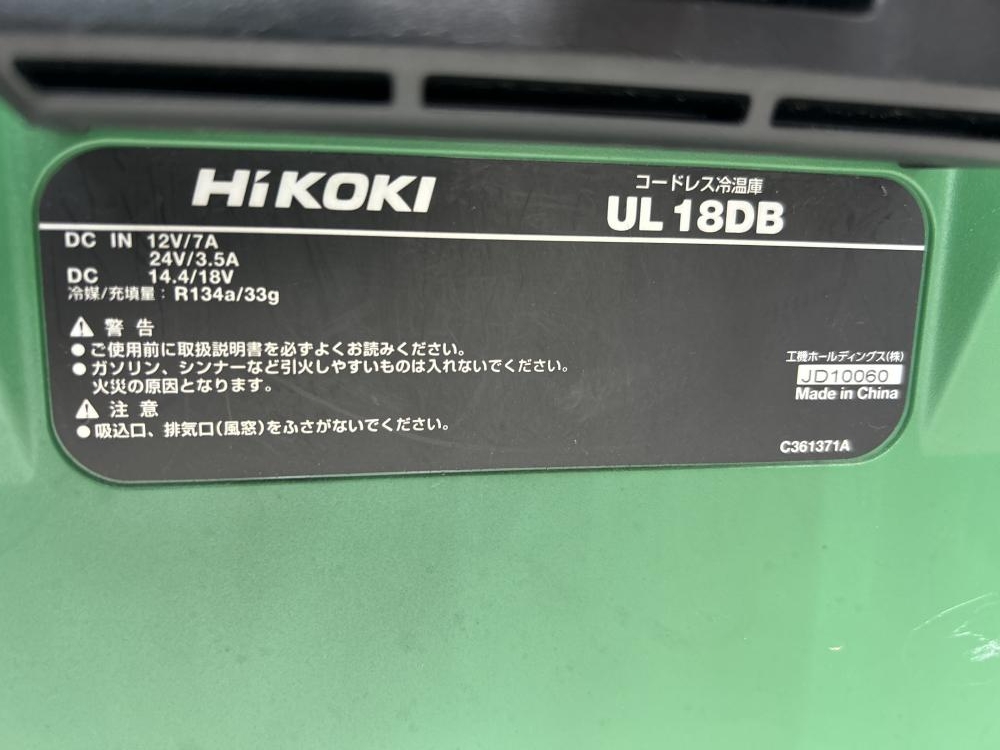 HiKOKI
コードレス冷温庫
UL 18DB
DC IN 12V/7A
24V/3.5A
DC 14.4/18V
冷媒/充填量：R134a/33g
⚠ 警 告
●ご使用前に取扱説明書を必ずよくお読みください。
●ガソリン、シンナーなど引火しやすいものは入れないでください。
火災の原因となります。
⚠ 注 意
●吸込口、排気口(風窓)をふさがないでください。
工機ホールディングス(株)
JD10060
Made in China
C361371A